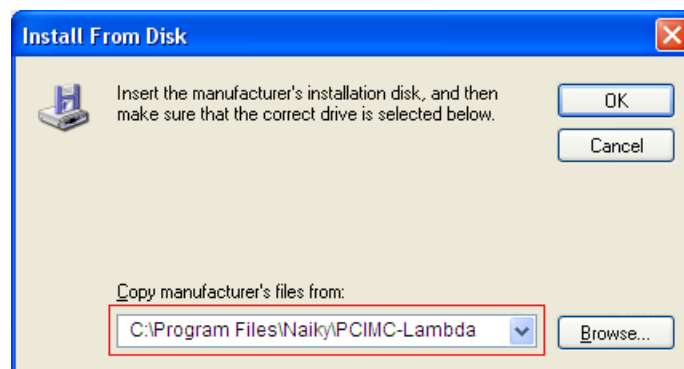 Install From Disk
Insert the manufacturer's installation disk, and then
make sure that the correct drive is selected below.
OK
Cancel
Copy manufacturer's files from:
C:\Program Files\Naiky\PCIMC-Lambda
Browse...